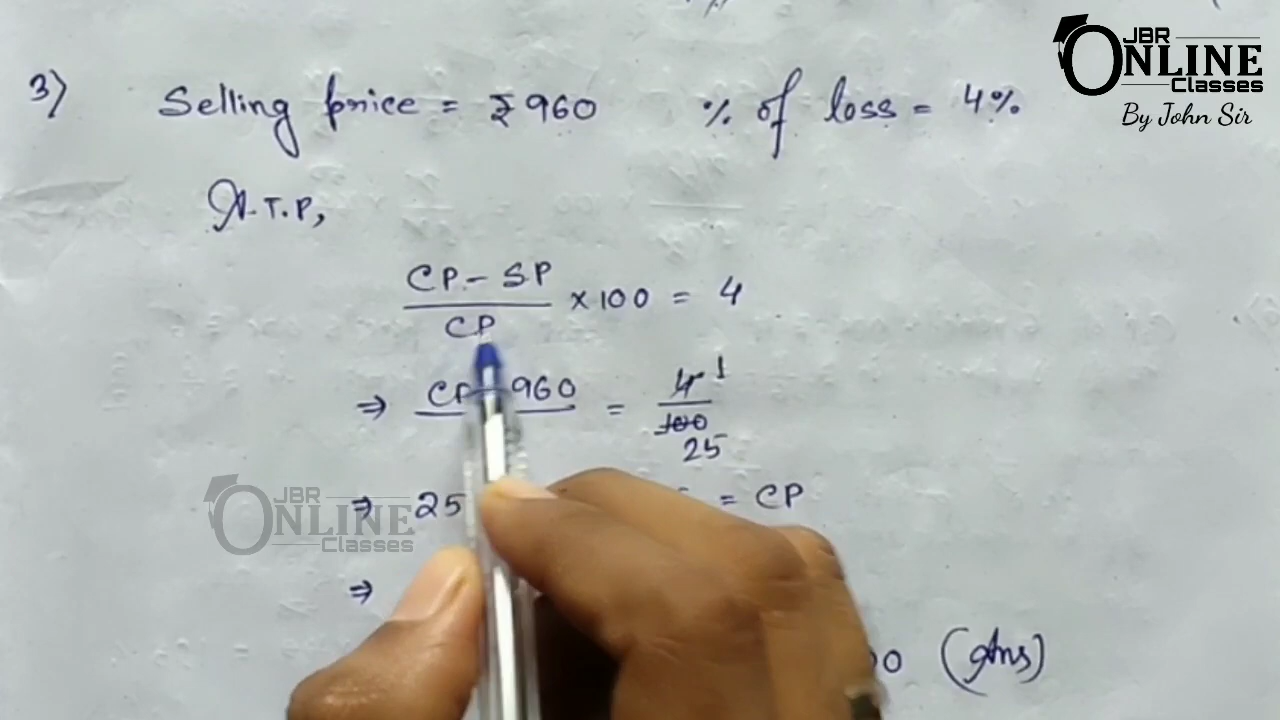 JBR
ONLINE
Classes
By John Sir
3) Selling price = ₹960 % of loss = 4%
A.T.P,
CP - SP
CP
× 100 = 4
⇒ CP 960 = 4 1
100
25
⇒ 25 = CP
JBR
ONLINE
Classes
⇒
0 (Ans)